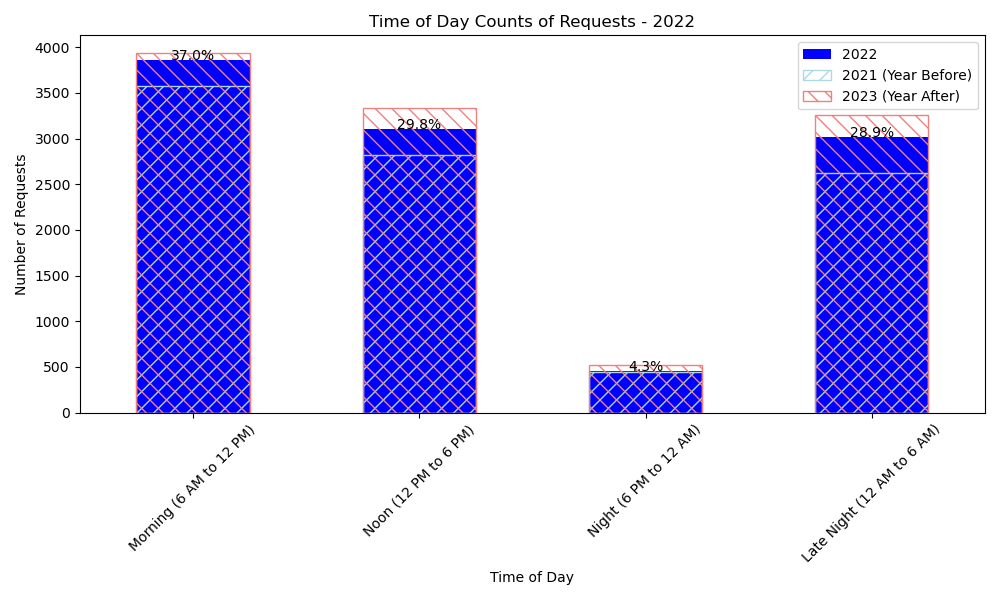 Time of Day Counts of Requests - 2022
2022
2021 (Year Before)
2023 (Year After)
Number of Requests
4000
3500
3000
2500
2000
1500
1000
500
0
37.0%
29.8%
4.3%
28.9%
Morning (6 AM to 12 PM)
Noon (12 PM to 6 PM)
Night (6 PM to 12 AM)
Late Night (12 AM to 6 AM)
Time of Day